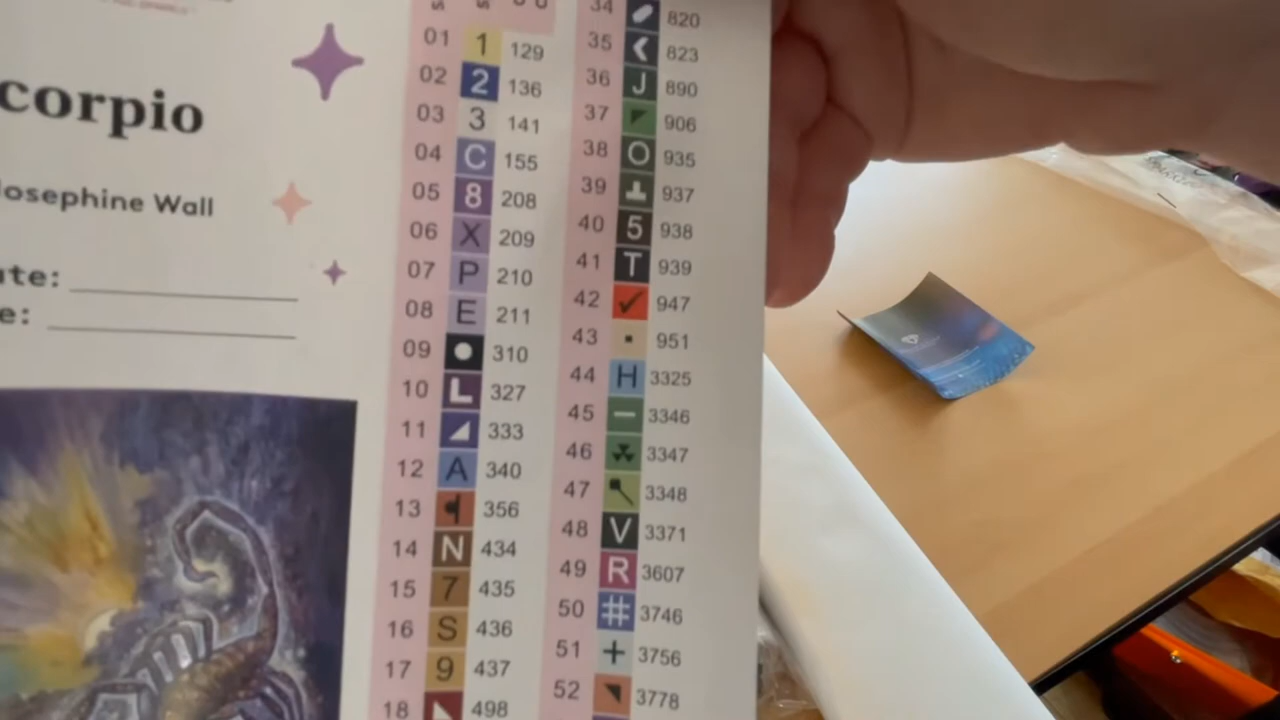 corpio
Josephine Wall
ate:
e:
01 1 129
02 2 136
03 3 141
04 C 155
05 8 208
06 X 209
07 P 210
08 E 211
09 310
10 L 327
11 333
12 A 340
13 356
14 N 434
15 7 435
16 S 436
17 9 437
18 498
34 820
35 823
36 J 890
37 906
38 O 935
39 937
40 5 938
41 T 939
42 ✓ 947
43 951
44 H 3325
45 – 3346
46 3347
47 3348
48 V 3371
49 R 3607
50 # 3746
51 + 3756
52 3778